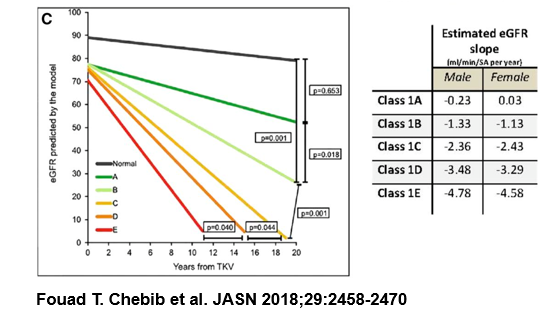 C
eGFR predicted by the model
90
80
70
60
50
40
30
20
10
0
Normal
A
B
C
D
E
p=0.653
p=0.001
p=0.018
p=0.001
p=0.040
p=0.044
0 2 4 6 8 10 12 14 16 18 20
Years from TKV
Estimated eGFR
slope
(ml/min/SA per year)
Male Female
Class 1A -0.23 0.03
Class 1B -1.33 -1.13
Class 1C -2.36 -2.43
Class 1D -3.48 -3.29
Class 1E -4.78 -4.58
Fouad T. Chebib et al. JASN 2018;29:2458-2470